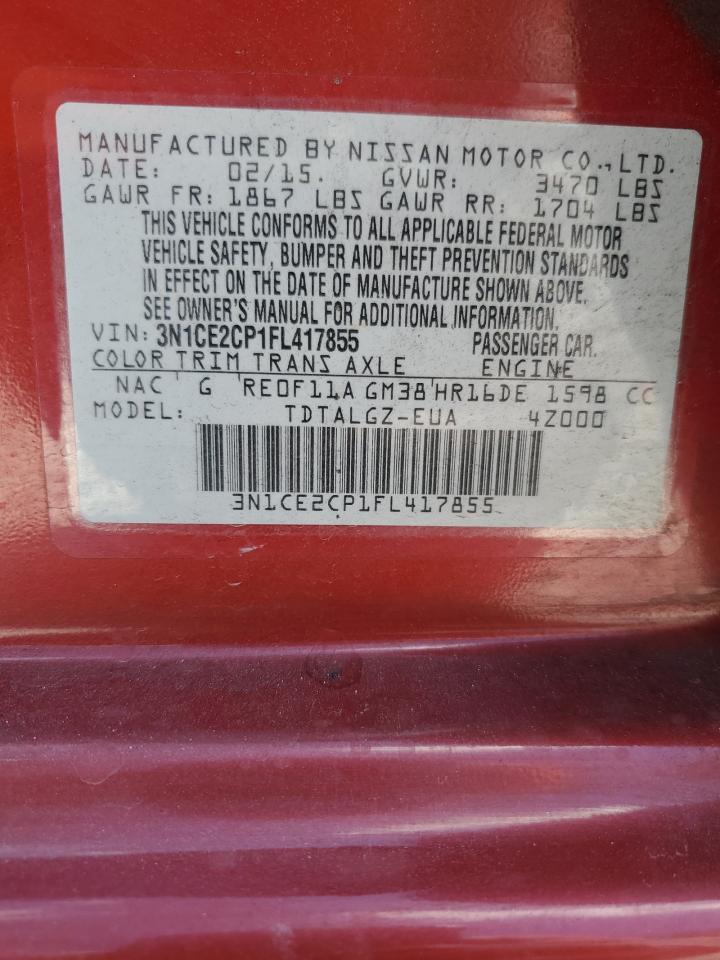 MANUFACTURED BY NISSAN MOTOR CO., LTD.
DATE: 02/15. GVWR: 3470 LBS
GAWR FR: 1867 LBS GAWR RR: 1704 LBS
THIS VEHICLE CONFORMS TO ALL APPLICABLE FEDERAL MOTOR
VEHICLE SAFETY, BUMPER AND THEFT PREVENTION STANDARDS
IN EFFECT ON THE DATE OF MANUFACTURE SHOWN ABOVE.
SEE OWNER'S MANUAL FOR ADDITIONAL INFORMATION.
VIN: 3N1CE2CP1FL417855 PASSENGER CAR.
COLOR TRIM TRANS AXLE ENGINE
NAC G RE0F11A GM38 HR16DE 1598 CC
MODEL: TDTALGZ-EUA 4Z000
3N1CE2CP1FL417855